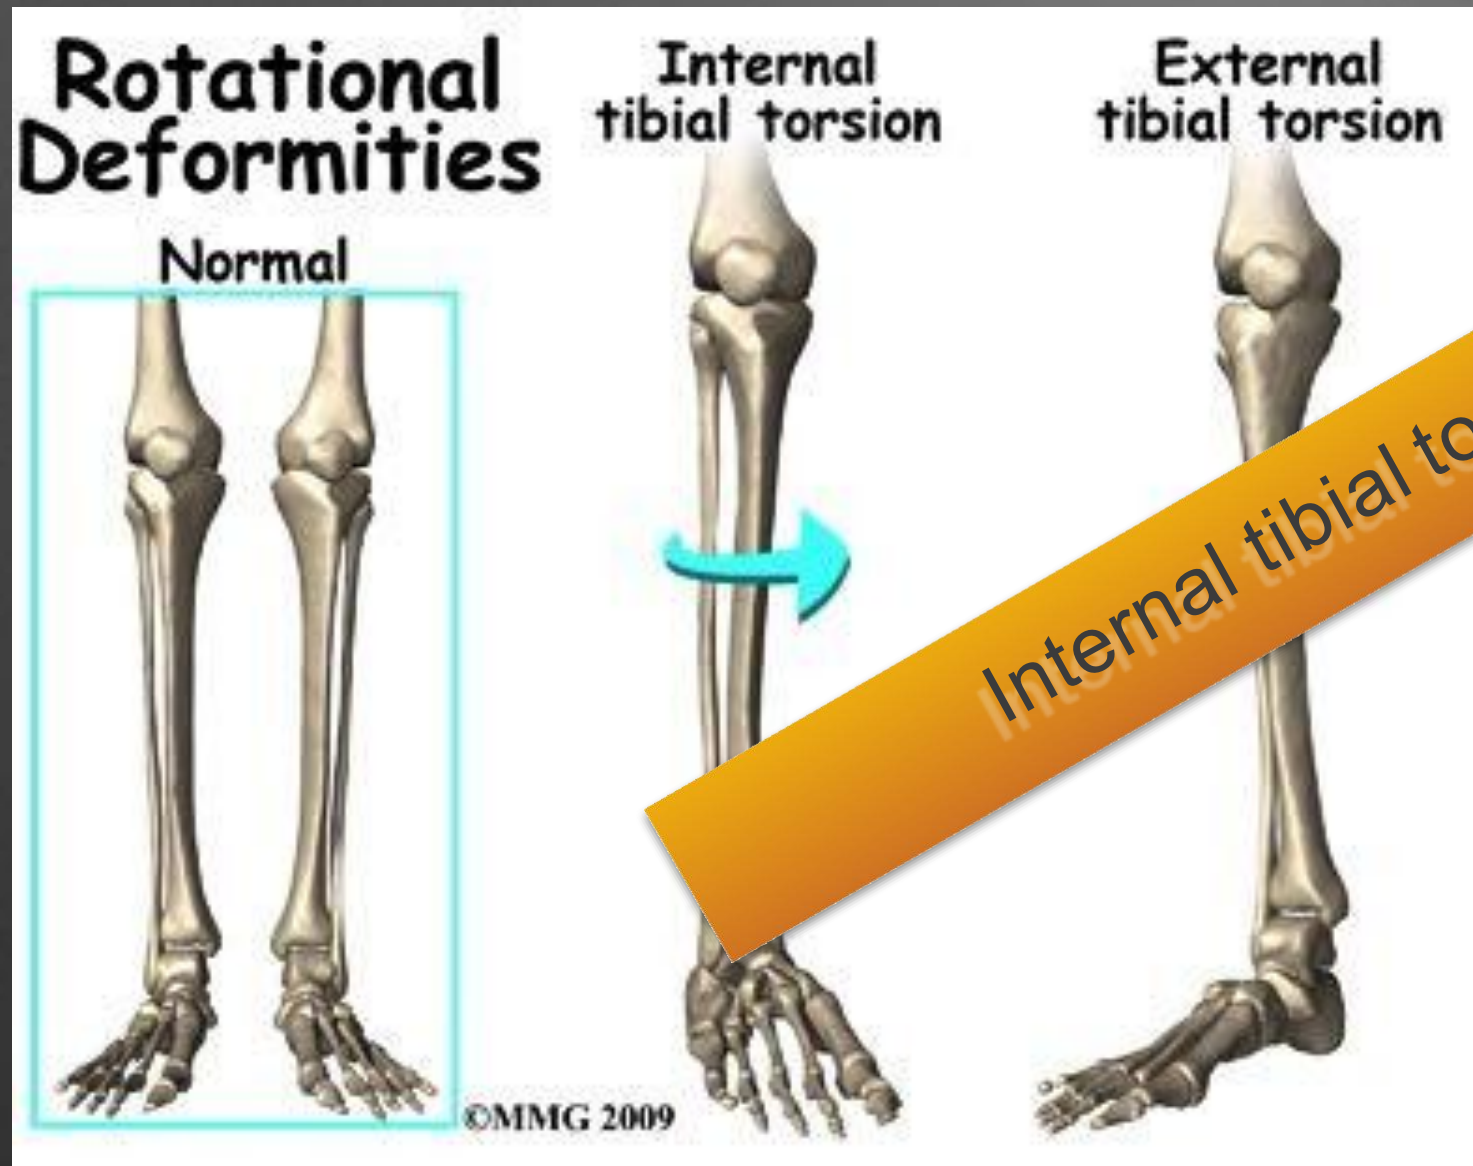 Rotational
Deformities
Normal
Internal
tibial torsion
External
tibial torsion
Internal tibial to
©MMG 2009